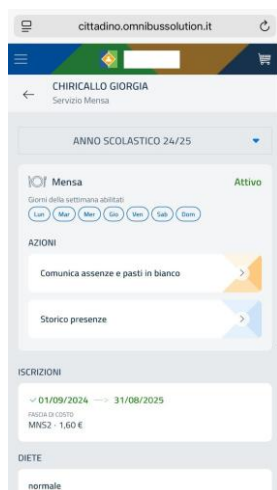 cittadino.omnibussolution.it
CHIRICALLO GIORGIA
Servizio Mensa
ANNO SCOLASTICO 24/25
Mensa
Attivo
Giorni della settimana abilitati
Lun Mar Mer Gio Ven Sab Dom
AZIONI
Comunica assenze e pasti in bianco
Storico presenze
ISCRIZIONI
01/09/2024 → 31/08/2025
FASCIA DI COSTO
MNS2 - 1,60 €
DIETE
normale